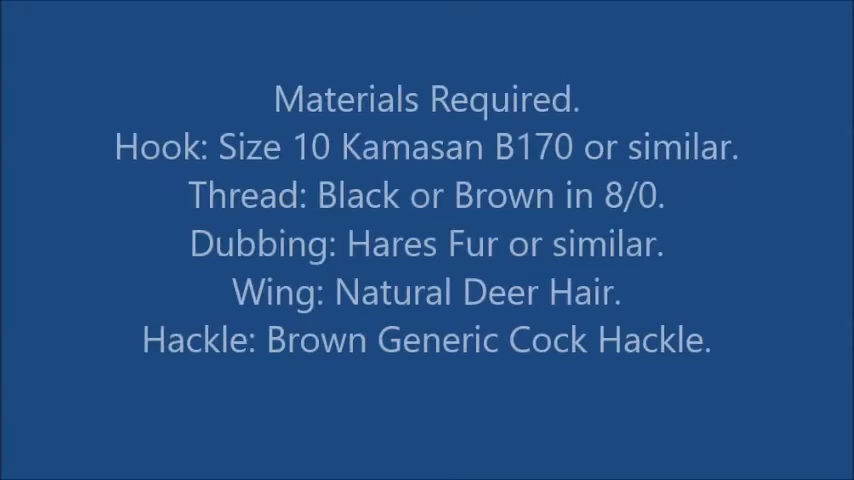 Materials Required.
Hook: Size 10 Kamasan B170 or similar.
Thread: Black or Brown in 8/0.
Dubbing: Hares Fur or similar.
Wing: Natural Deer Hair.
Hackle: Brown Generic Cock Hackle.